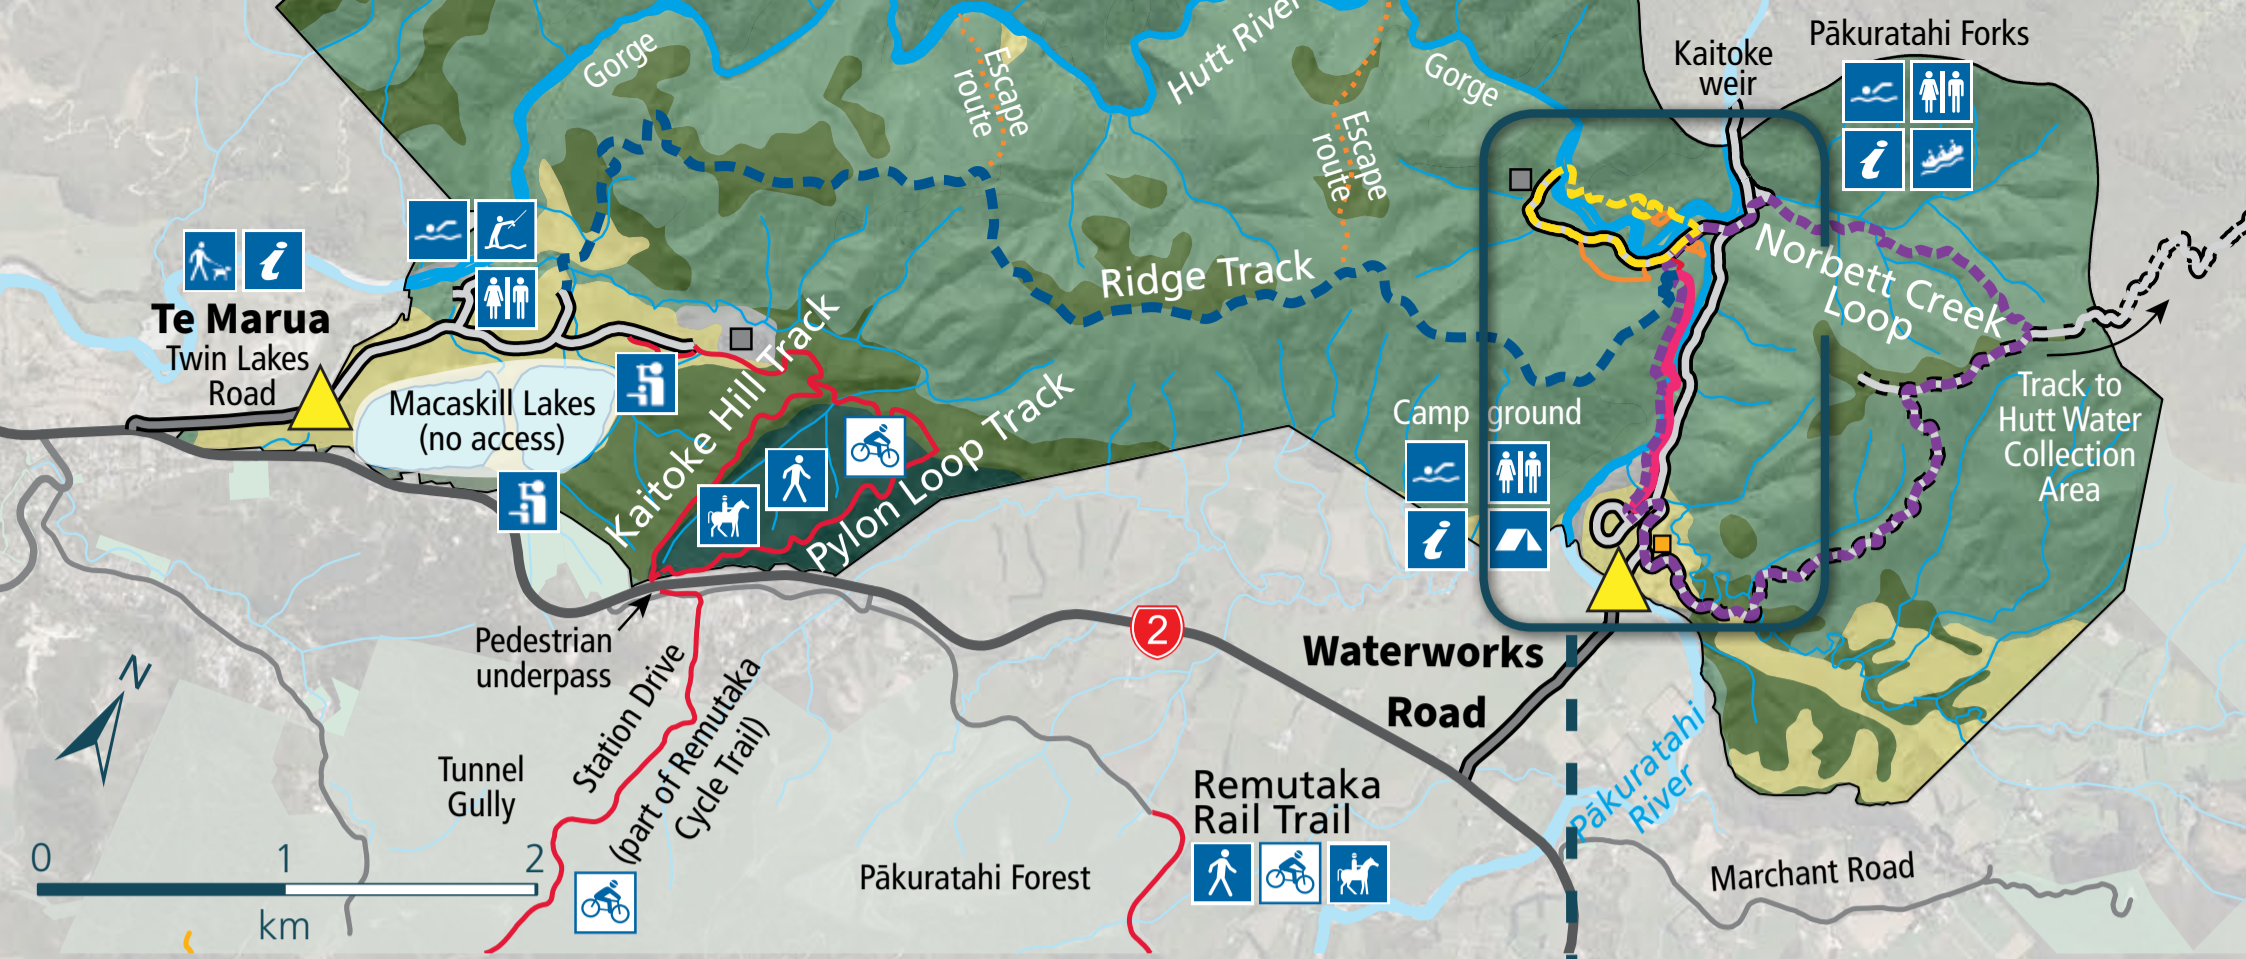 Pākuratahi Forks
Kaitoke
weir
Gorge
Escape
route
Hutt River
Gorge
Escape
route
Te Marua
Twin Lakes
Road
Macaskill Lakes
(no access)
Kaitoke Hill Track
Pylon Loop Track
Ridge Track
Norbett Creek
Loop
Track to
Hutt Water
Collection
Area
Camp ground
Pedestrian
underpass
Station Drive
(part of Remutaka
Cycle Trail)
Tunnel
Gully
2
Waterworks
Road
Pākuratahi
River
Remutaka
Rail Trail
Pākuratahi Forest
Marchant Road
N
0 1 2
km